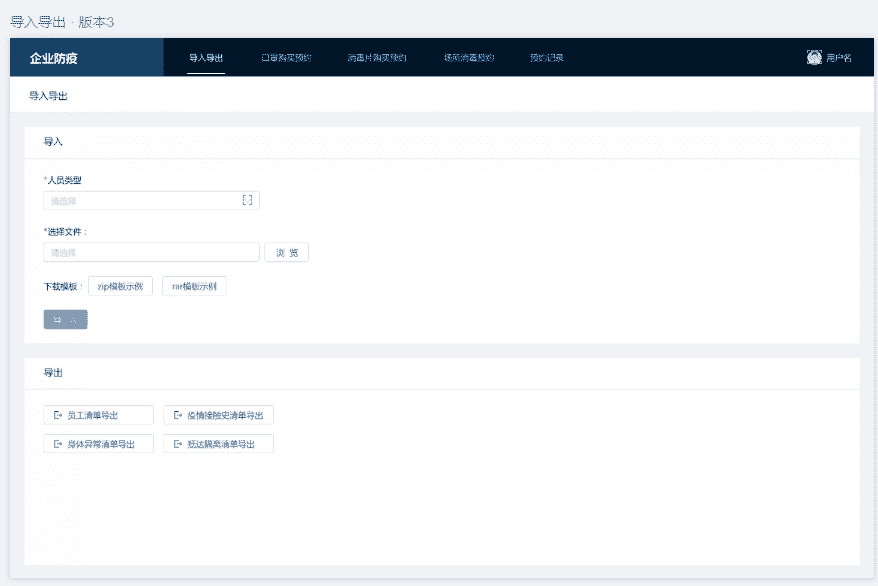 导入导出 · 版本3
企业防疫 导入导出 口罩购买预约 消毒片购买预约 场所消毒预约 预约记录 用户名
导入导出
导入
*人员类型
请选择
*选择文件：
请选择 浏 览
下载模板： zip模板示例 rar模板示例
导 入
导出
员工清单导出 疫情接触史清单导出
身体异常清单导出 抵达隔离清单导出